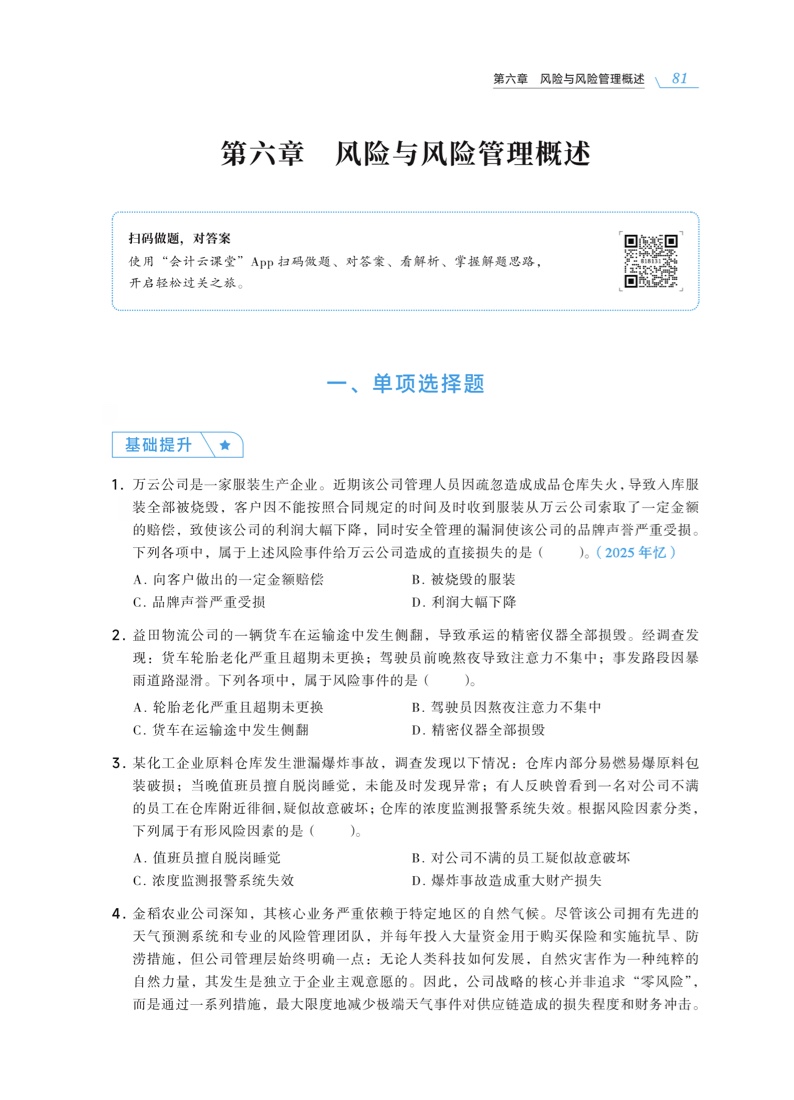 第六章　风险与风险管理概述　81
第六章　风险与风险管理概述
扫码做题，对答案
使用“会计云课堂”App 扫码做题、对答案、看解析、掌握解题思路，
开启轻松过关之旅。
一、单项选择题
基础提升
1. 万云公司是一家服装生产企业。近期该公司管理人员因疏忽造成成品仓库失火，导致入库服
装全部被烧毁，客户因不能按照合同规定的时间及时收到服装从万云公司索取了一定金额
的赔偿，致使该公司的利润大幅下降，同时安全管理的漏洞使该公司的品牌声誉严重受损。
下列各项中，属于上述风险事件给万云公司造成的直接损失的是（　　）。（2025 年忆）
A. 向客户做出的一定金额赔偿　B. 被烧毁的服装
C. 品牌声誉严重受损　D. 利润大幅下降
2. 益田物流公司的一辆货车在运输途中发生侧翻，导致承运的精密仪器全部损毁。经调查发
现：货车轮胎老化严重且超期未更换；驾驶员前晚熬夜导致注意力不集中；事发路段因暴
雨道路湿滑。下列各项中，属于风险事件的是（　　）。
A. 轮胎老化严重且超期未更换　B. 驾驶员因熬夜注意力不集中
C. 货车在运输途中发生侧翻　D. 精密仪器全部损毁
3. 某化工企业原料仓库发生泄漏爆炸事故，调查发现以下情况：仓库内部分易燃易爆原料包
装破损；当晚值班员擅自脱岗睡觉，未能及时发现异常；有人反映曾看到一名对公司不满
的员工在仓库附近徘徊，疑似故意破坏；仓库的浓度监测报警系统失效。根据风险因素分类，
下列属于有形风险因素的是（　　）。
A. 值班员擅自脱岗睡觉　B. 对公司不满的员工疑似故意破坏
C. 浓度监测报警系统失效　D. 爆炸事故造成重大财产损失
4. 金稻农业公司深知，其核心业务严重依赖于特定地区的自然气候。尽管该公司拥有先进的
天气预测系统和专业的风险管理团队，并每年投入大量资金用于购买保险和实施抗旱、防
涝措施，但公司管理层始终明确一点：无论人类科技如何发展，自然灾害作为一种纯粹的
自然力量，其发生是独立于企业主观意愿的。因此，公司战略的核心并非追求“零风险”，
而是通过一系列措施，最大限度地减少极端天气事件对供应链造成的损失程度和财务冲击。